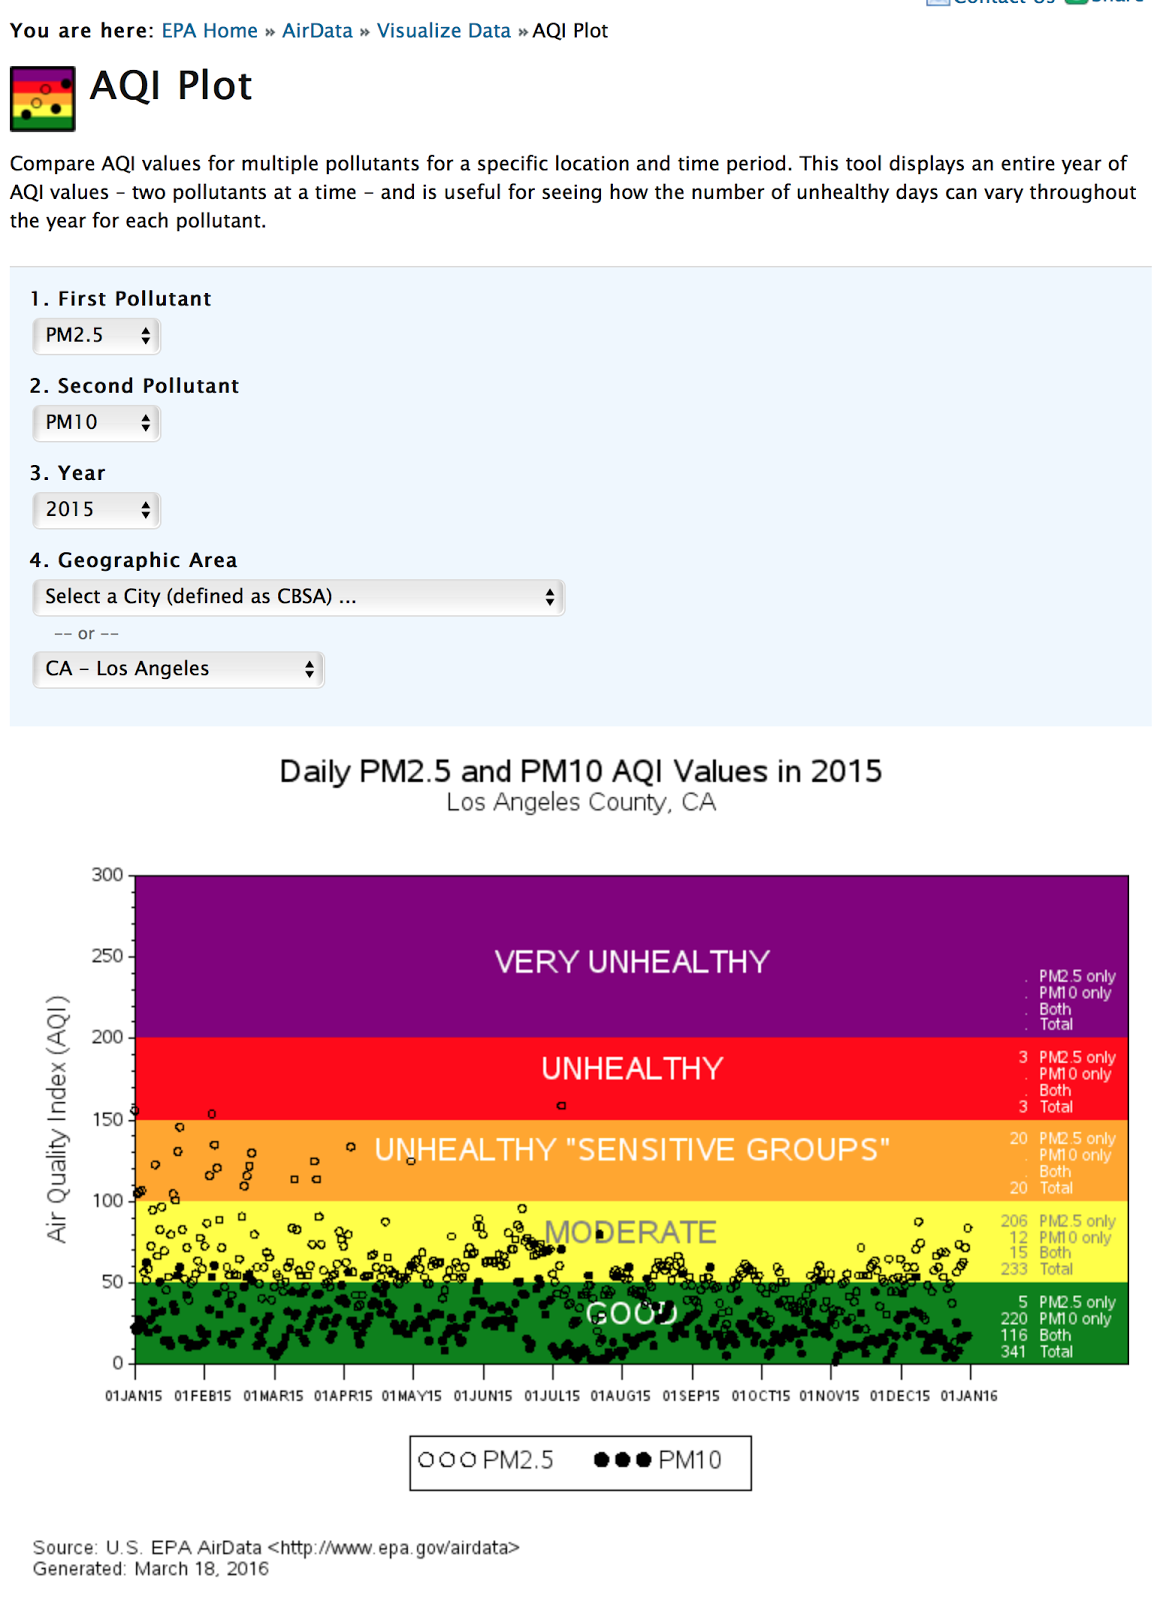 You are here: EPA Home » AirData » Visualize Data » AQI Plot
AQI Plot
Compare AQI values for multiple pollutants for a specific location and time period. This tool displays an entire year of
AQI values – two pollutants at a time – and is useful for seeing how the number of unhealthy days can vary throughout
the year for each pollutant.
1. First Pollutant
PM2.5
2. Second Pollutant
PM10
3. Year
2015
4. Geographic Area
Select a City (defined as CBSA) ...
-- or --
CA – Los Angeles
Daily PM2.5 and PM10 AQI Values in 2015
Los Angeles County, CA
Air Quality Index (AQI)
300
250
200
150
100
50
0
VERY UNHEALTHY
. PM2.5 only
. PM10 only
. Both
. Total
UNHEALTHY
3 PM2.5 only
. PM10 only
. Both
3 Total
UNHEALTHY "SENSITIVE GROUPS"
20 PM2.5 only
. PM10 only
. Both
20 Total
MODERATE
206 PM2.5 only
12 PM10 only
15 Both
233 Total
GOOD
5 PM2.5 only
220 PM10 only
116 Both
341 Total
01JAN15 01FEB15 01MAR15 01APR15 01MAY15 01JUN15 01JUL15 01AUG15 01SEP15 01OCT15 01NOV15 01DEC15 01JAN16
PM2.5 PM10
Source: U.S. EPA AirData <http://www.epa.gov/airdata>
Generated: March 18, 2016